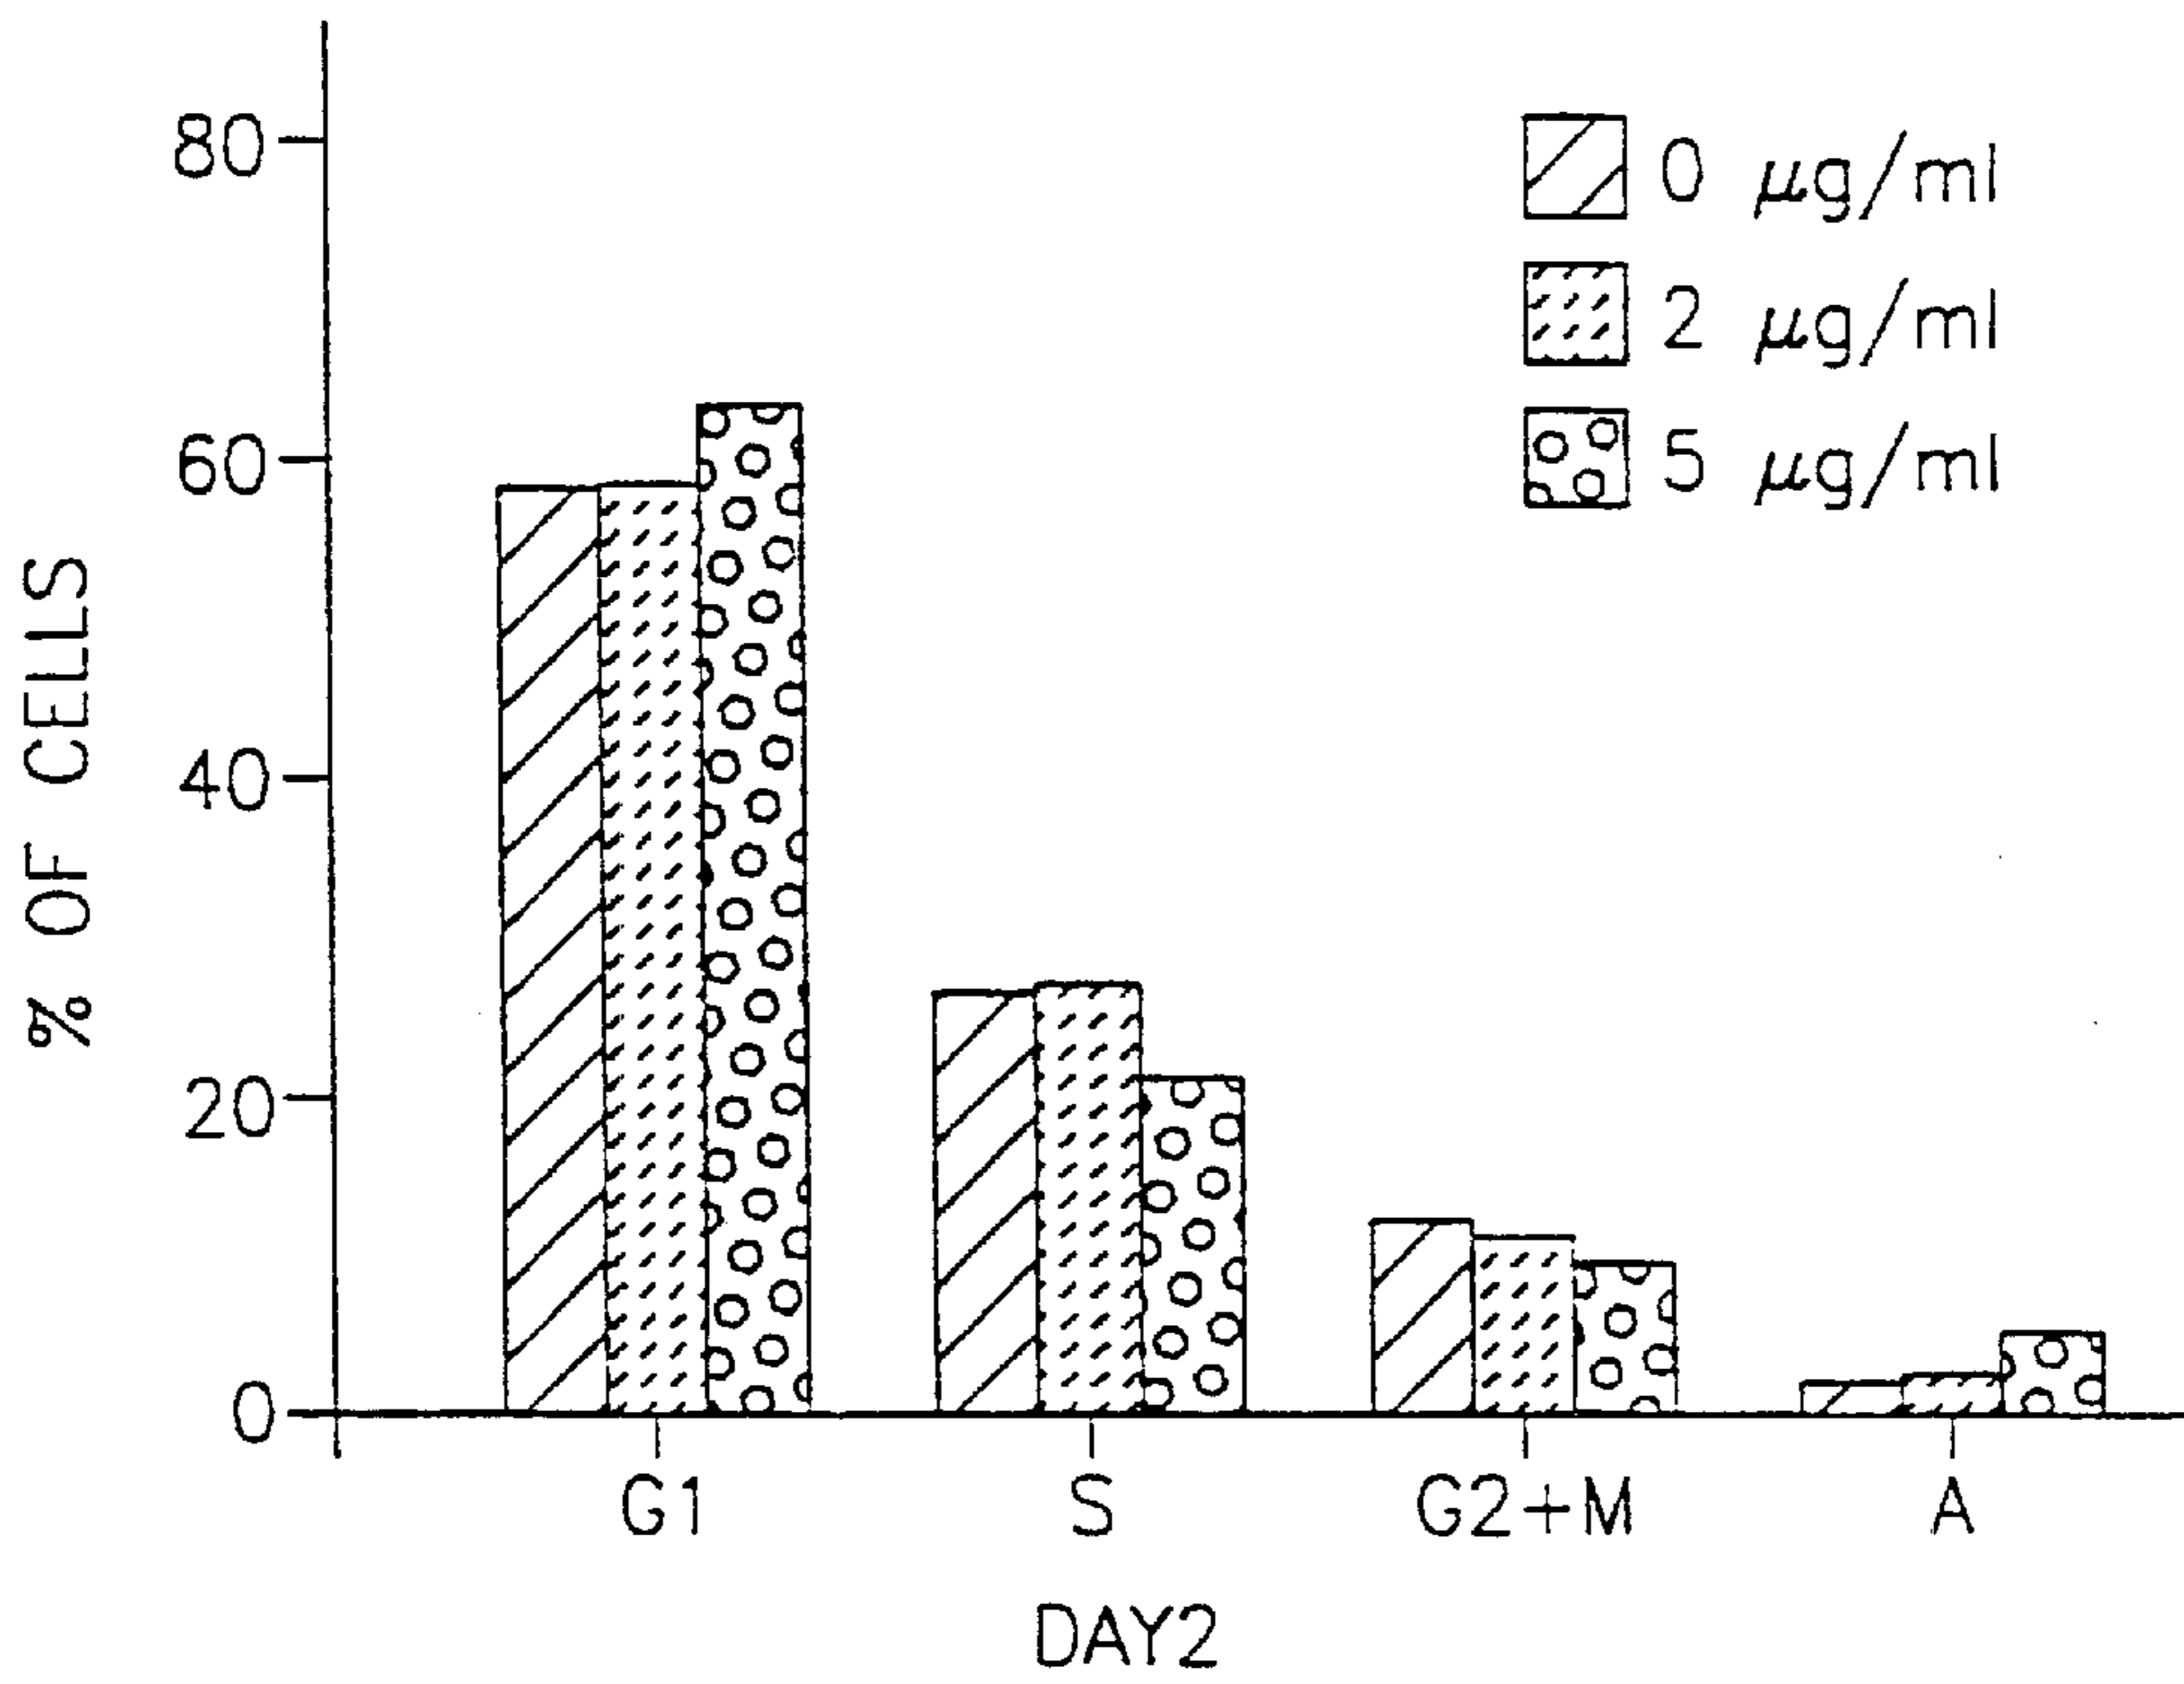 80
60
40
20
0
% OF CELLS
0 µg/ml
2 µg/ml
5 µg/ml
G1 S G2+M A
DAY2